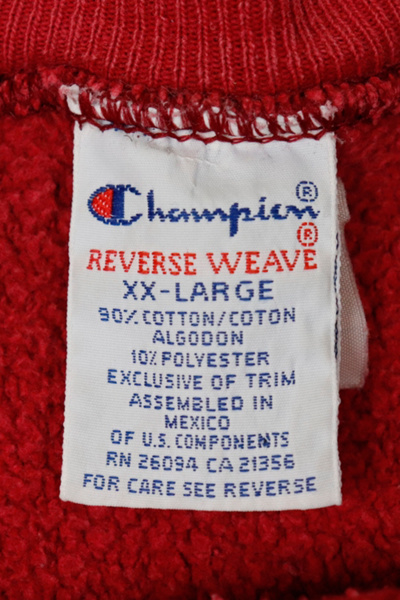 Champion®
REVERSE WEAVE®
XX-LARGE
90% COTTON/COTON
ALGODON
10% POLYESTER
EXCLUSIVE OF TRIM
ASSEMBLED IN
MEXICO
OF U.S. COMPONENTS
RN 26094 CA 21356
FOR CARE SEE REVERSE